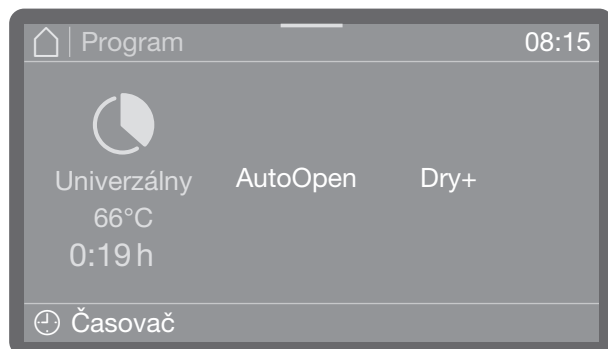 Program 08:15
Univerzálny AutoOpen Dry+
66°C
0:19 h
Časovač